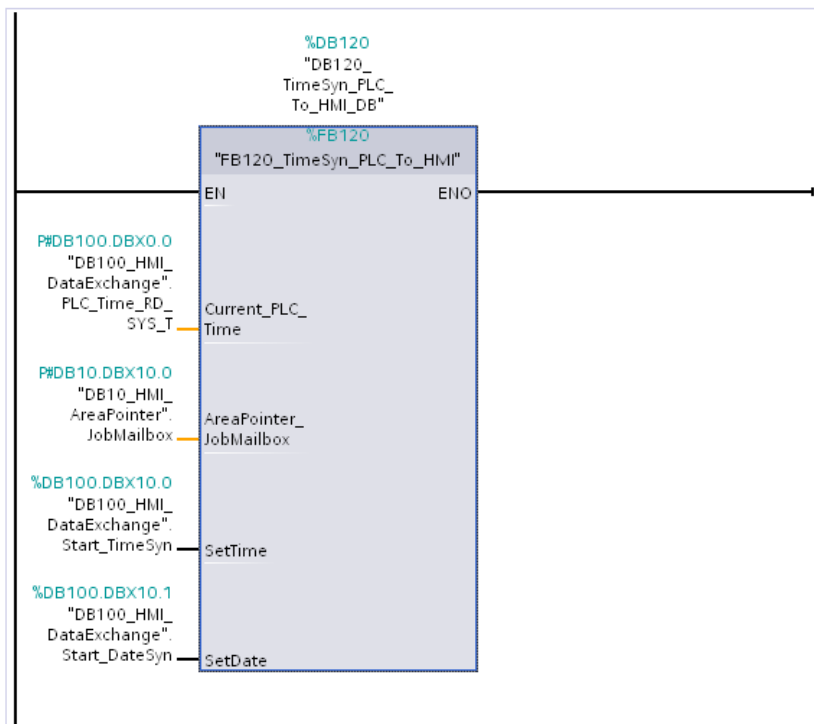 %DB120
"DB120_
TimeSyn_PLC_
To_HMI_DB"
%FB120
"FB120_TimeSyn_PLC_To_HMI"
EN ENO
P#DB100.DBX0.0
"DB100_HMI_
DataExchange".
PLC_Time_RD_
SYS_T
Current_PLC_
Time
P#DB10.DBX10.0
"DB10_HMI_
AreaPointer".
JobMailbox
AreaPointer_
JobMailbox
%DB100.DBX10.0
"DB100_HMI_
DataExchange".
Start_TimeSyn
SetTime
%DB100.DBX10.1
"DB100_HMI_
DataExchange".
Start_DateSyn
SetDate